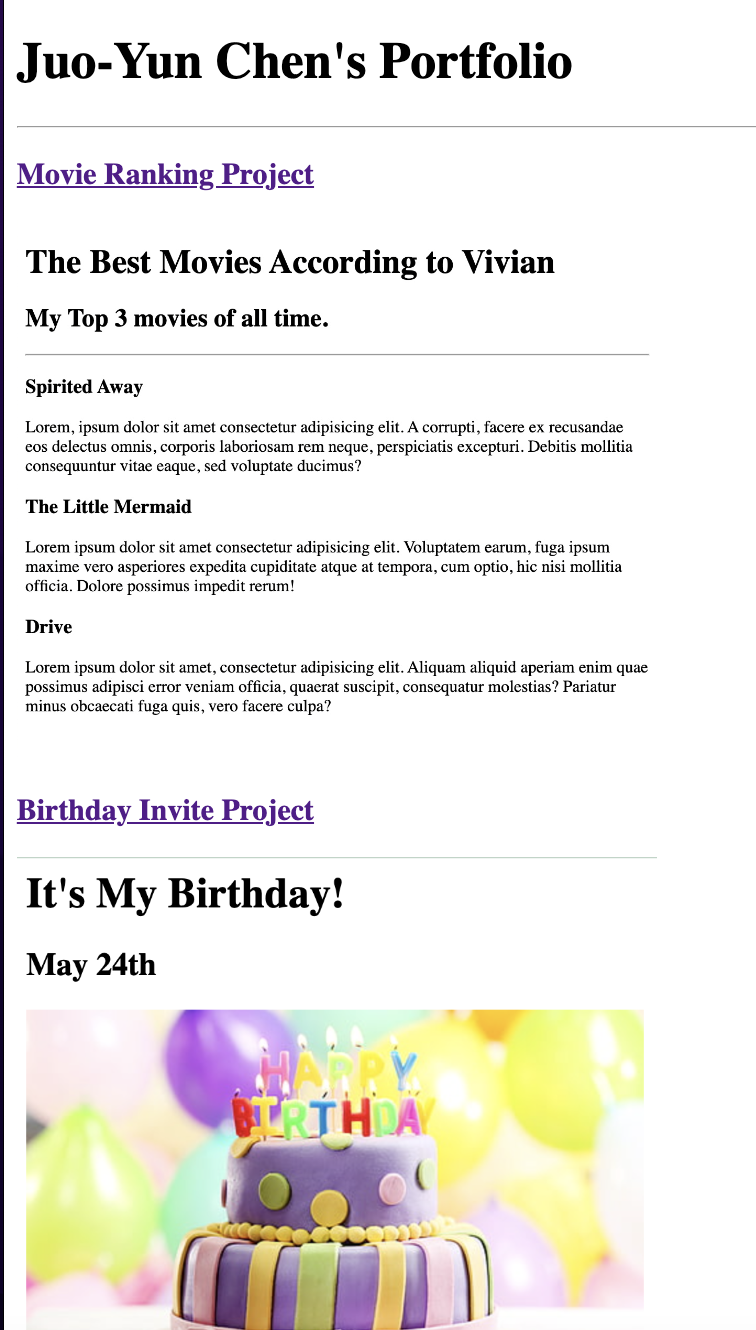 Juo-Yun Chen's Portfolio
Movie Ranking Project
The Best Movies According to Vivian
My Top 3 movies of all time.
Spirited Away
Lorem, ipsum dolor sit amet consectetur adipisicing elit. A corrupti, facere ex recusandae
eos delectus omnis, corporis laboriosam rem neque, perspiciatis excepturi. Debitis mollitia
consequuntur vitae eaque, sed voluptate ducimus?
The Little Mermaid
Lorem ipsum dolor sit amet consectetur adipisicing elit. Voluptatem earum, fuga ipsum
maxime vero asperiores expedita cupiditate atque at tempora, cum optio, hic nisi mollitia
officia. Dolore possimus impedit rerum!
Drive
Lorem ipsum dolor sit amet, consectetur adipisicing elit. Aliquam aliquid aperiam enim quae
possimus adipisci error veniam officia, quaerat suscipit, consequatur molestias? Pariatur
minus obcaecati fuga quis, vero facere culpa?
Birthday Invite Project
It's My Birthday!
May 24th
HAPPY
BIRTHDAY